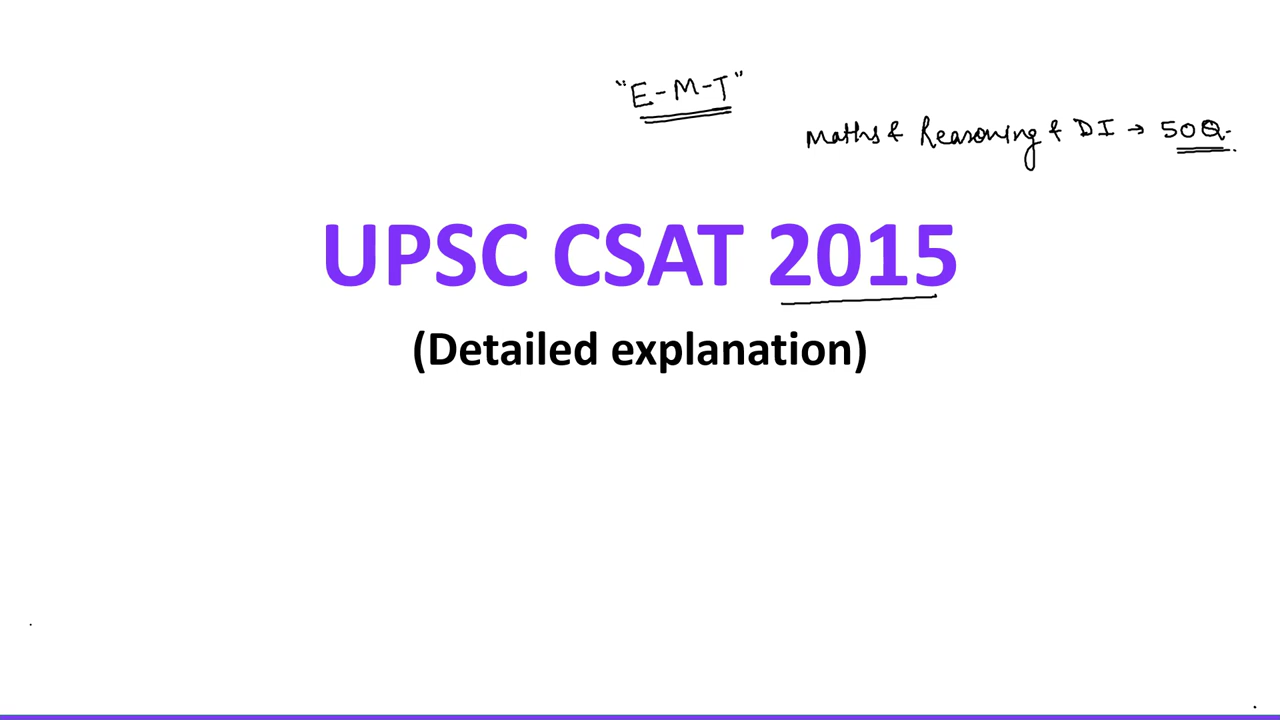 "E-M-T"
Maths & Reasoning & DI → 50Q.
UPSC CSAT 2015
(Detailed explanation)